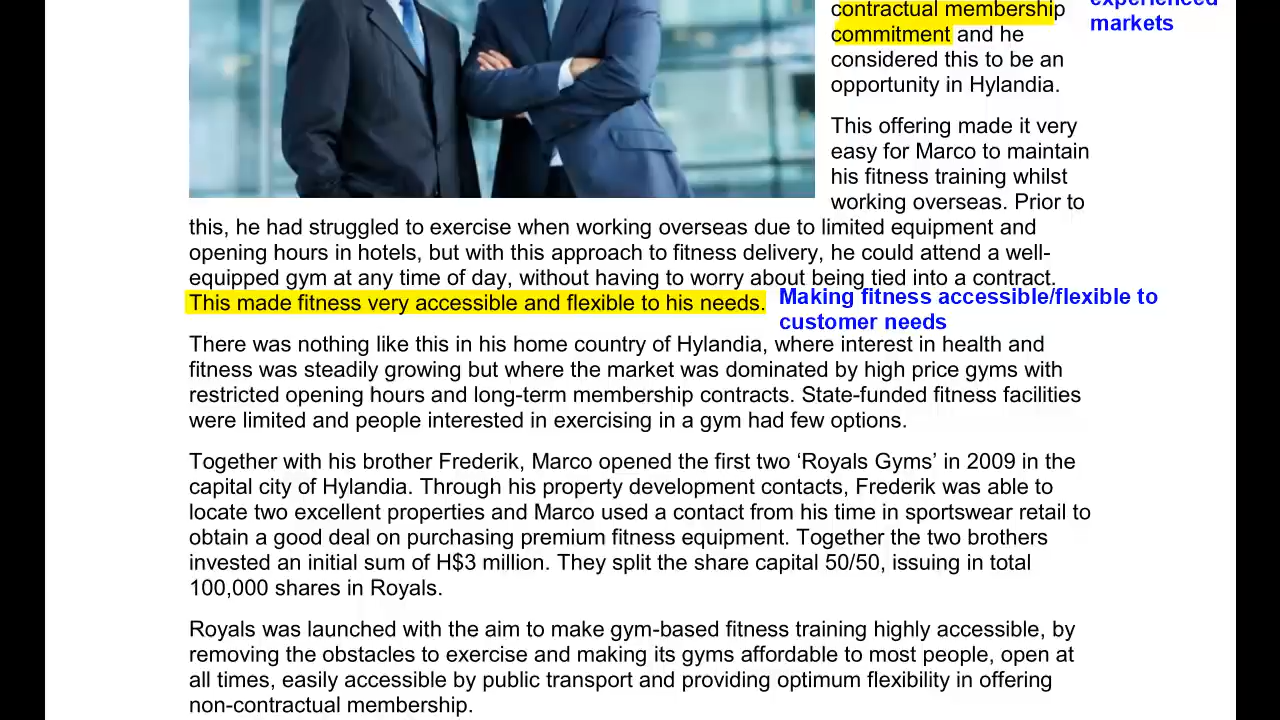 contractual membership
experienced
markets
commitment and he
considered this to be an
opportunity in Hylandia.
This offering made it very
easy for Marco to maintain
his fitness training whilst
working overseas. Prior to
this, he had struggled to exercise when working overseas due to limited equipment and
opening hours in hotels, but with this approach to fitness delivery, he could attend a well-
equipped gym at any time of day, without having to worry about being tied into a contract.
This made fitness very accessible and flexible to his needs.
Making fitness accessible/flexible to
customer needs
There was nothing like this in his home country of Hylandia, where interest in health and
fitness was steadily growing but where the market was dominated by high price gyms with
restricted opening hours and long-term membership contracts. State-funded fitness facilities
were limited and people interested in exercising in a gym had few options.
Together with his brother Frederik, Marco opened the first two ‘Royals Gyms’ in 2009 in the
capital city of Hylandia. Through his property development contacts, Frederik was able to
locate two excellent properties and Marco used a contact from his time in sportswear retail to
obtain a good deal on purchasing premium fitness equipment. Together the two brothers
invested an initial sum of H$3 million. They split the share capital 50/50, issuing in total
100,000 shares in Royals.
Royals was launched with the aim to make gym-based fitness training highly accessible, by
removing the obstacles to exercise and making its gyms affordable to most people, open at
all times, easily accessible by public transport and providing optimum flexibility in offering
non-contractual membership.